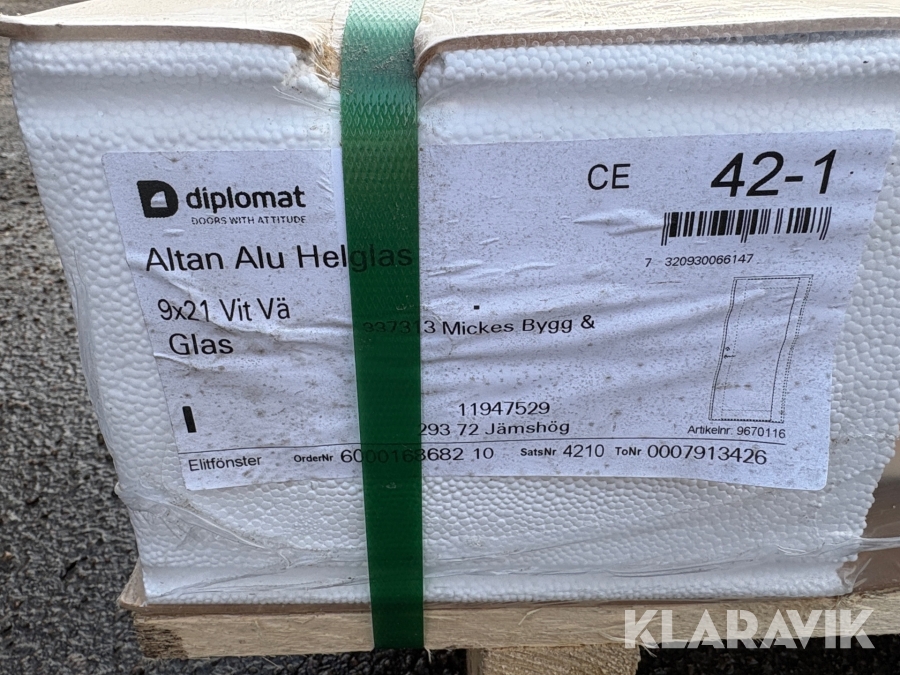 diplomat
DOORS WITH ATTITUDE
CE
42-1
7 320930066147
Altan Alu Helglas
9x21 Vit Vä
Glas
-
937313 Mickes Bygg &
11947529
293 72 Jämshög
Artikelnr. 9670116
Elitfönster OrderNr 6000168682 10 SatsNr 4210 ToNr 0007913426
KLARAVIK